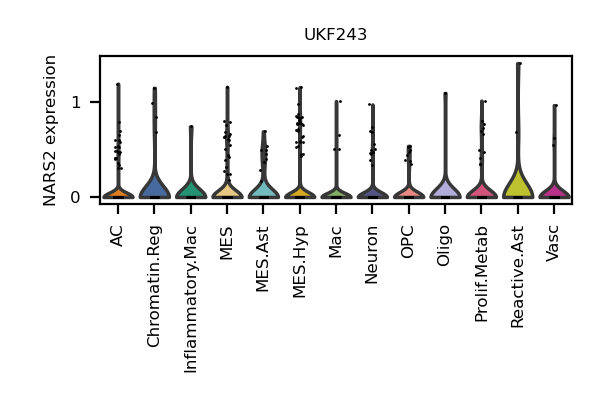 UKF243
NARS2 expression
1
0
AC
Chromatin.Reg
Inflammatory.Mac
MES
MES.Ast
MES.Hyp
Mac
Neuron
OPC
Oligo
Prolif.Metab
Reactive.Ast
Vasc